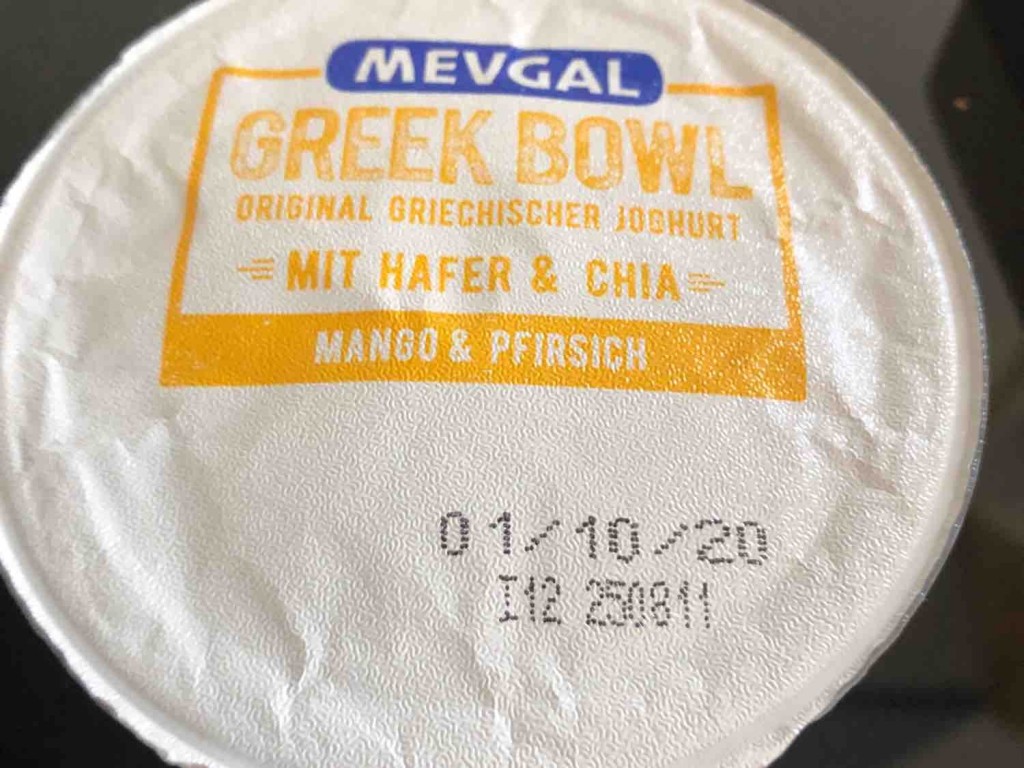 MEVGAL
GREEK BOWL
ORIGINAL GRIECHISCHER JOGHURT
MIT HAFER & CHIA
MANGO & PFIRSICH
01/10/20
I12 250811